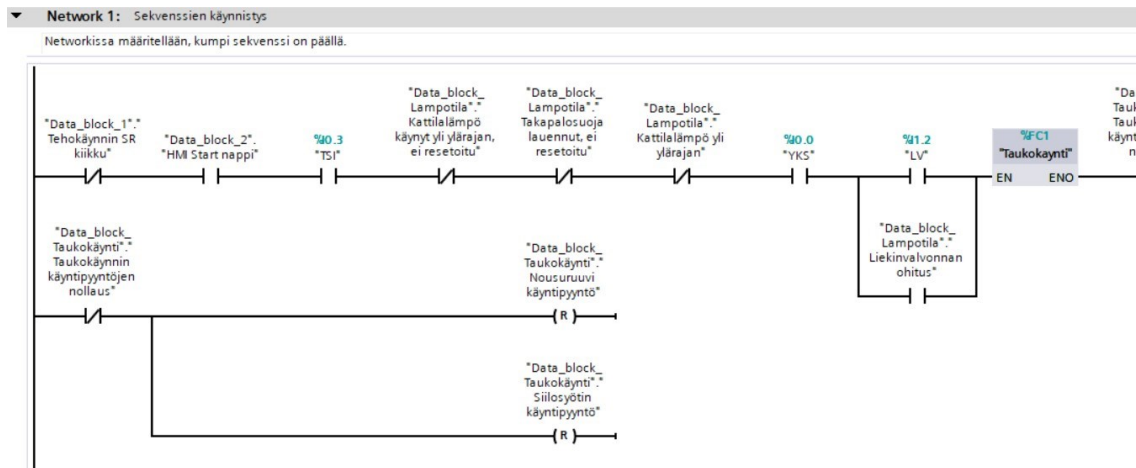 Network 1: Sekvenssien käynnistys
Networkissa määritellään, kumpi sekvenssi on päällä.
"Data_block_1"."
Tehokäynnin SR
kiikku"
"Data_block_2".
"HMI Start nappi"
%I0.3
"TSI"
"Data_block_
Lampotila"."
Kattilalämpö
käynyt yli ylärajan,
ei resetoitu"
"Data_block_
Lampotila"."
Takapalosuoja
lauennut, ei
resetoitu"
"Data_block_
Lampotila"."
Kattilalämpö yli
ylärajan"
%I0.0
"YKS"
%I1.2
"LV"
"Data_block_
Lampotila"."
Liekinvalvonnan
ohitus"
%FC1
"Taukokaynti"
EN ENO
"Data_block_
Taukokäynti"."
Taukokäynnin
käyntipyyntöjen
nollaus"
"Data_block_
Taukokäynti"."
Nousuruuvi
käyntipyyntö"
R
"Data_block_
Taukokäynti"."
Siilosyötin
käyntipyyntö"
R